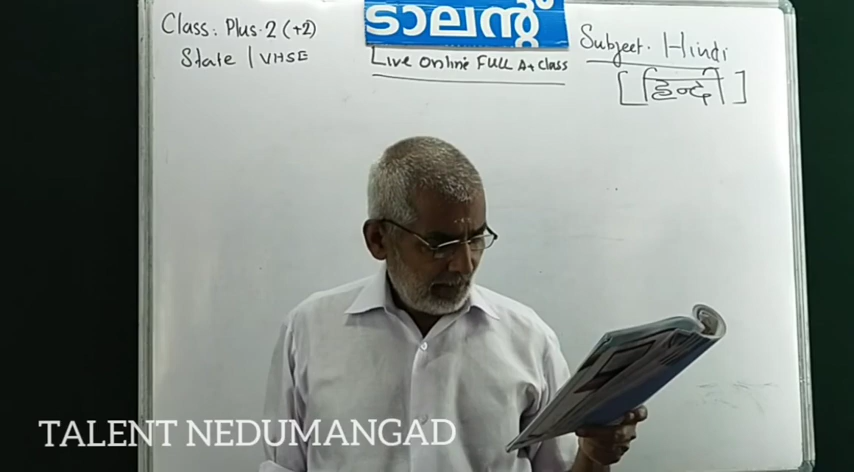 Class: Plus-2 (+2)
State / VHSE
ടാലന്റ്
Live Online Full A+ Class
Subject. Hindi
[हिन्दी]
TALENT NEDUMANGAD